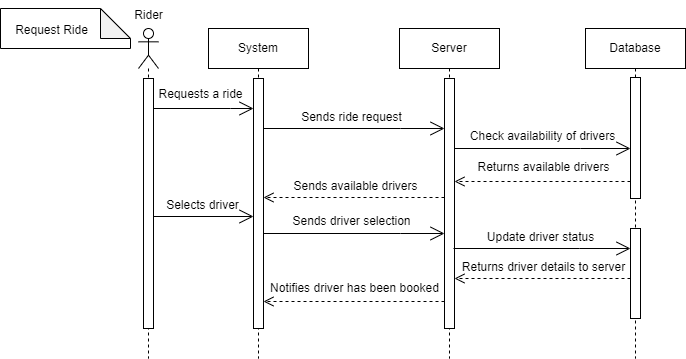 Request Ride
Rider
System
Server
Database
Requests a ride
Sends ride request
Check availability of drivers
Returns available drivers
Sends available drivers
Selects driver
Sends driver selection
Update driver status
Returns driver details to server
Notifies driver has been booked